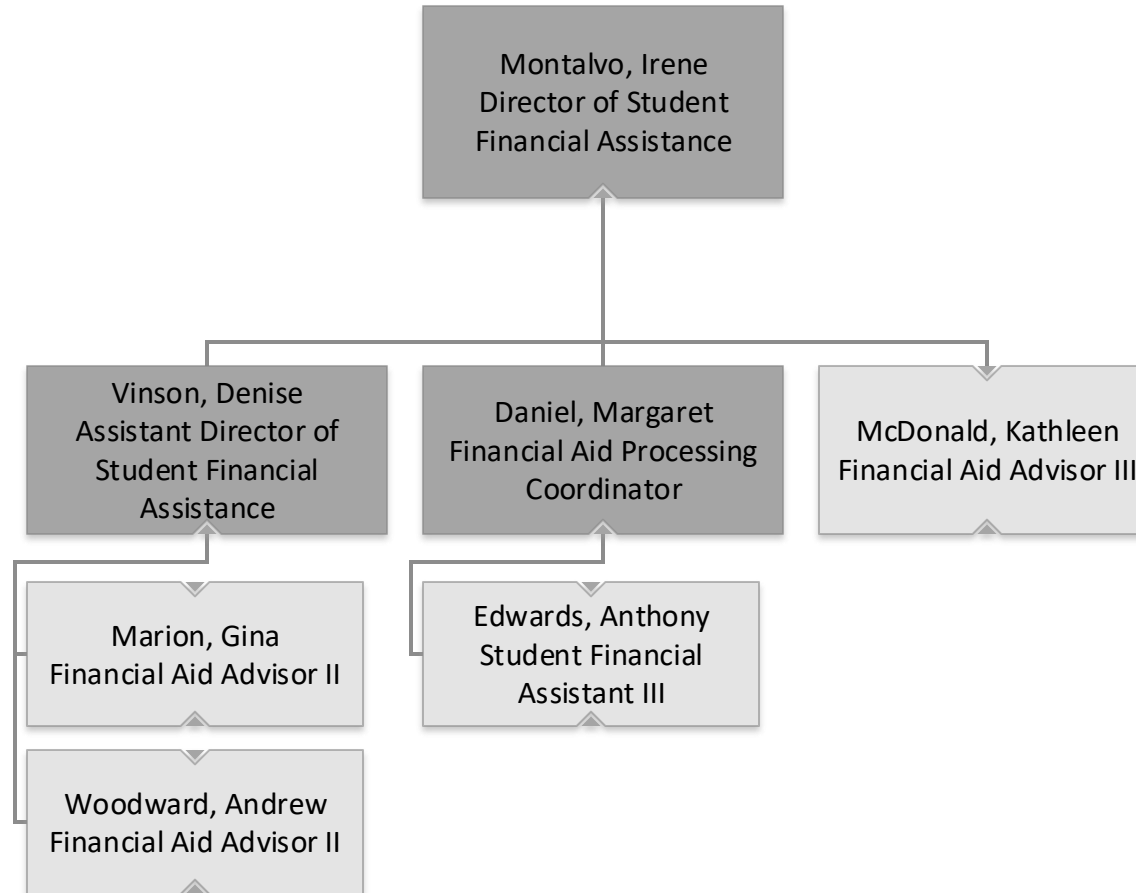 Montalvo, Irene
Director of Student
Financial Assistance
Vinson, Denise
Assistant Director of
Student Financial
Assistance
Daniel, Margaret
Financial Aid Processing
Coordinator
McDonald, Kathleen
Financial Aid Advisor III
Marion, Gina
Financial Aid Advisor II
Edwards, Anthony
Student Financial
Assistant III
Woodward, Andrew
Financial Aid Advisor II